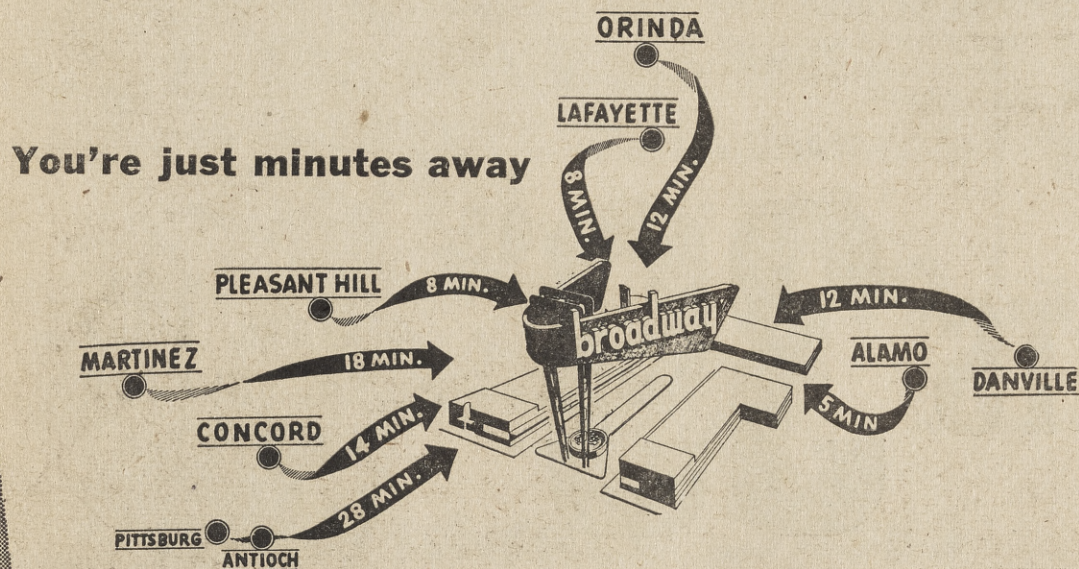 ORINDA
LAFAYETTE
You're just minutes away
8 MIN.
12 MIN.
PLEASANT HILL
8 MIN.
12 MIN.
broadway
MARTINEZ
18 MIN.
ALAMO
DANVILLE
5 MIN
CONCORD
14 MIN.
28 MIN.
PITTSBURG
ANTIOCH